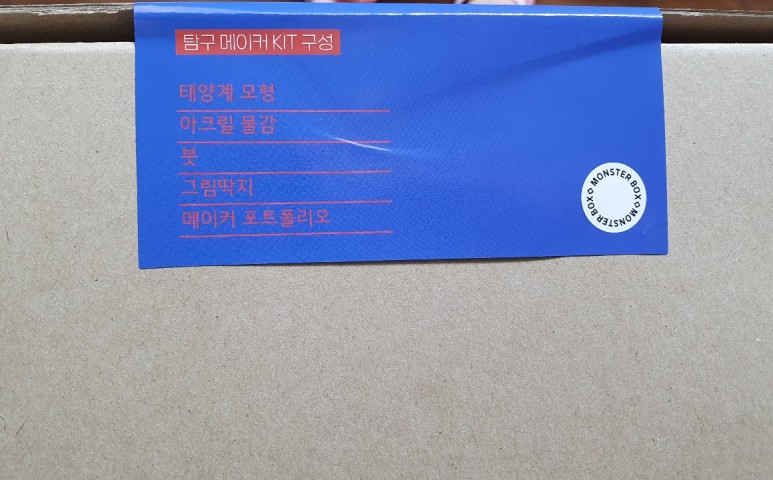 탐구 메이커 KIT 구성
태양계 모형
아크릴 물감
붓
그림딱지
메이커 포트폴리오
MONSTER BOX MONSTER BOX